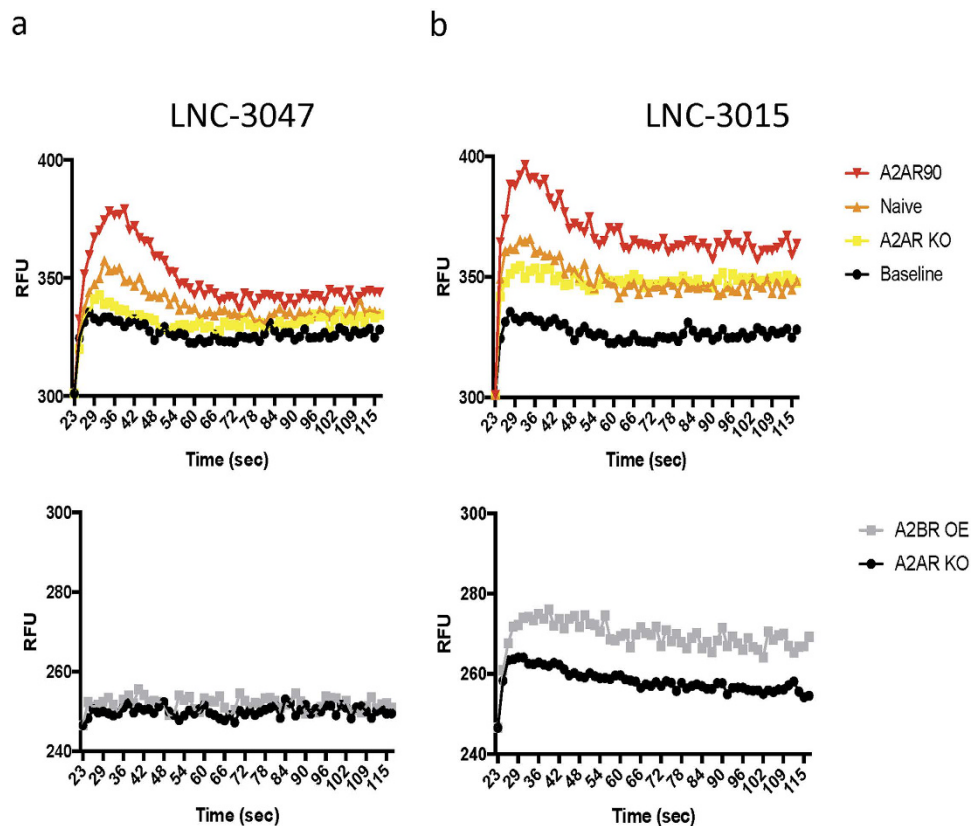 a
b
LNC-3047
LNC-3015
400
350
300
RFU
23 29 36 42 48 54 60 66 72 78 84 90 96 102 109 115
Time (sec)
400
350
300
RFU
23 29 36 42 48 54 60 66 72 78 84 90 96 102 109 115
Time (sec)
A2AR90
Naive
A2AR KO
Baseline
300
280
260
240
RFU
23 29 36 42 48 54 60 66 72 78 84 90 96 102 109 115
Time (sec)
300
280
260
240
RFU
23 29 36 42 48 54 60 66 72 78 84 90 96 102 109 115
Time (sec)
A2BR OE
A2AR KO